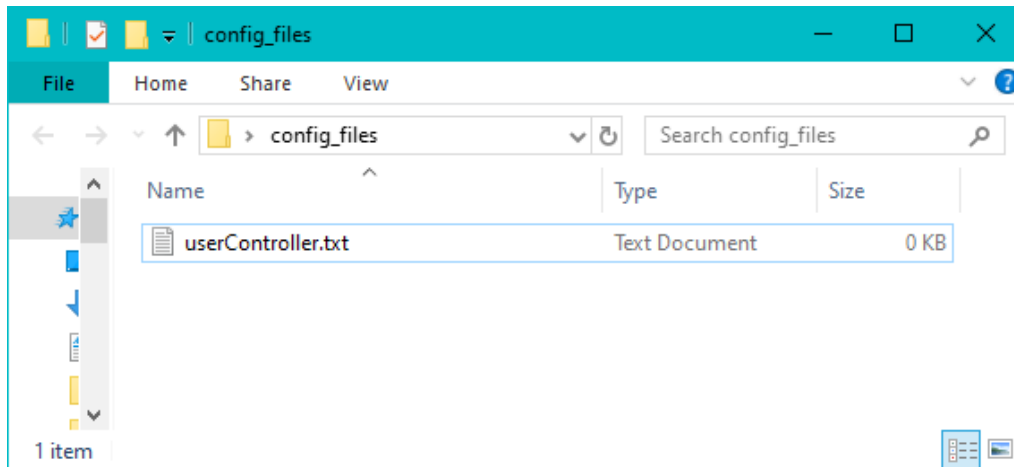 config_files
File Home Share View
config_files Search config_files
Name Type Size
userController.txt Text Document 0 KB
1 item